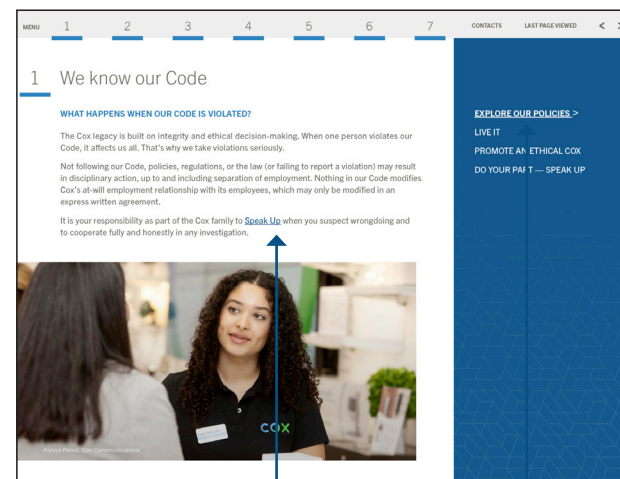 MENU 1 2 3 4 5 6 7 CONTACTS LAST PAGE VIEWED < >
1 We know our Code
WHAT HAPPENS WHEN OUR CODE IS VIOLATED?
The Cox legacy is built on integrity and ethical decision-making. When one person violates our
Code, it affects us all. That's why we take violations seriously.
Not following our Code, policies, regulations, or the law (or failing to report a violation) may result
in disciplinary action, up to and including separation of employment. Nothing in our Code modifies
Cox's at-will employment relationship with its employees, which may only be modified in an
express written agreement.
It is your responsibility as part of the Cox family to Speak Up when you suspect wrongdoing and
to cooperate fully and honestly in any investigation.
EXPLORE OUR POLICIES >
LIVE IT
PROMOTE AN ETHICAL COX
DO YOUR PART — SPEAK UP
COX
Cox Communications